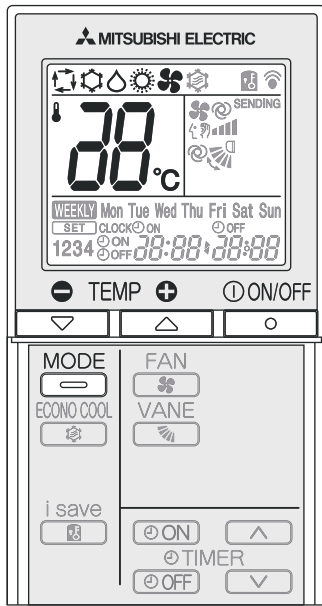 MITSUBISHI ELECTRIC
SENDING
88°C
WEEKLY Mon Tue Wed Thu Fri Sat Sun
SET CLOCK ON OFF
1234 ON OFF 88:88 88:88
TEMP ON/OFF
MODE FAN
ECONO COOL VANE
i save
ON
TIMER
OFF